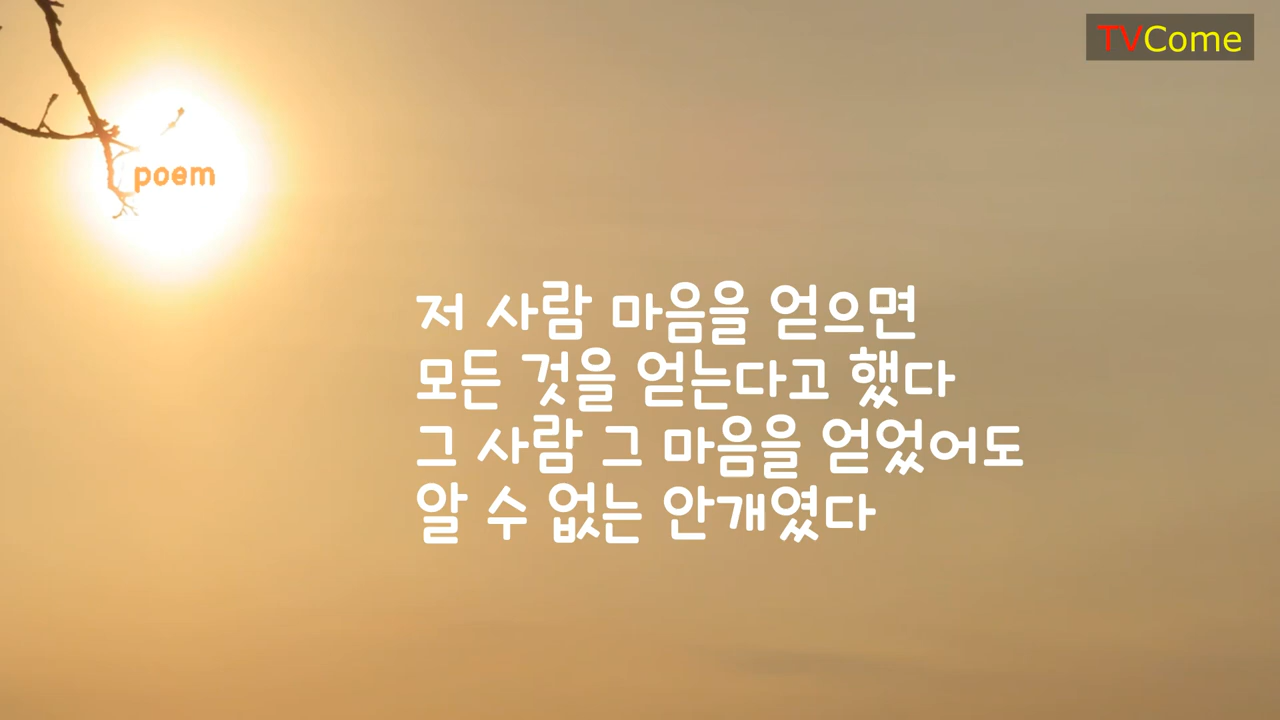 TVCome
poem
저 사람 마음을 얻으면
모든 것을 얻는다고 했다
그 사람 그 마음을 얻었어도
알 수 없는 안개였다